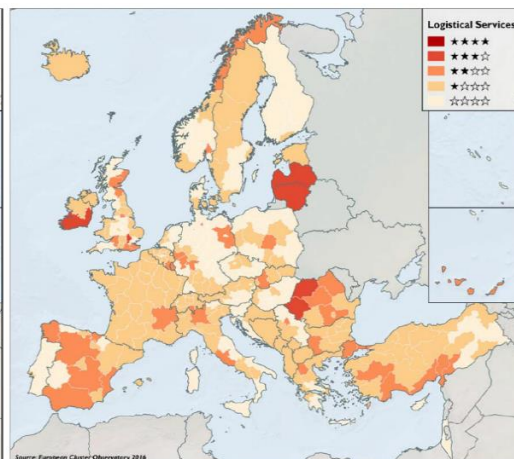 Logistical Services
★★★★
★★★☆
★★☆☆
★☆☆☆
☆☆☆☆
Source: European Cluster Observatory 2016